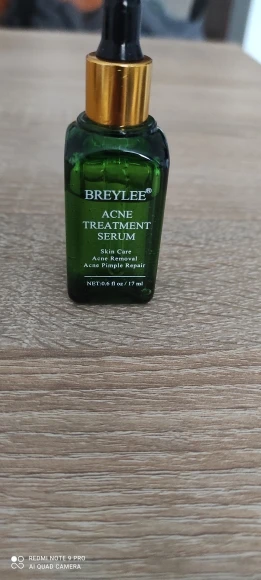 BREYLEE®
ACNE
TREATMENT
SERUM
Skin Care
Acne Removal
Acne Pimple Repair
NET:0.6 fl oz / 17 ml
REDMI NOTE 9 PRO
AI QUAD CAMERA